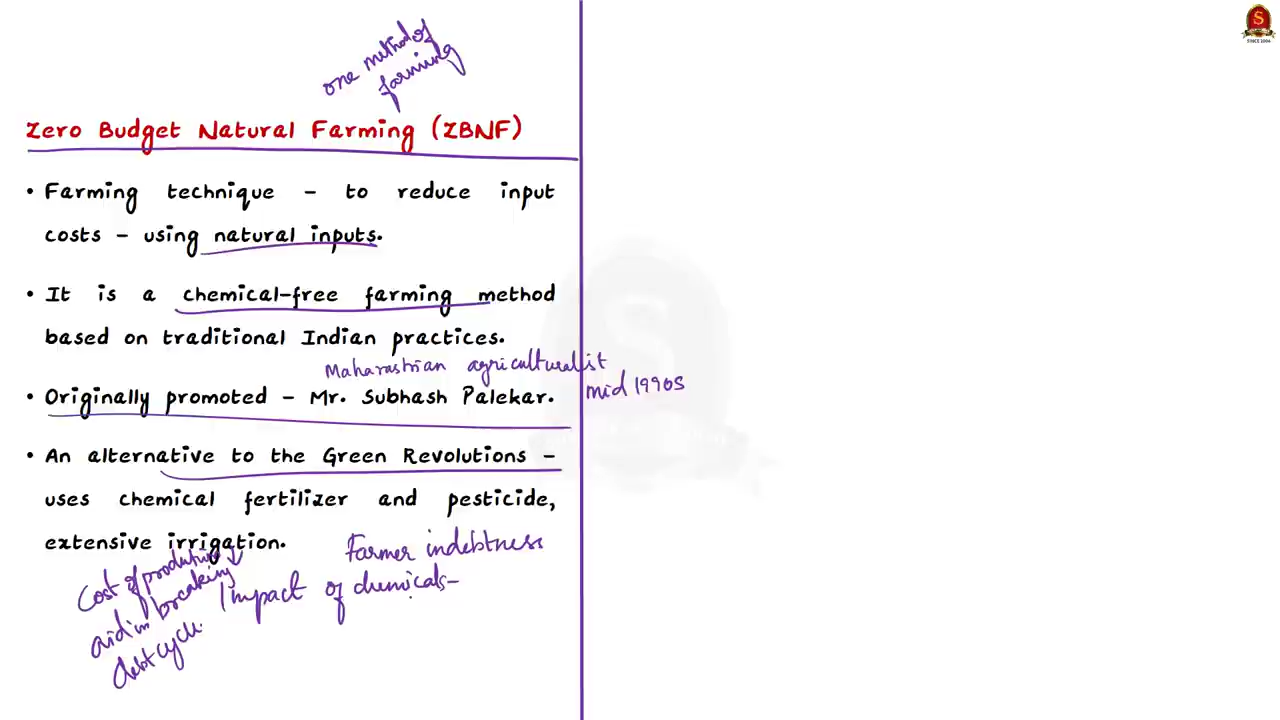 one method of
farming
Zero Budget Natural Farming (ZBNF)
• Farming technique – to reduce input
costs – using natural inputs.
• It is a chemical-free farming method
based on traditional Indian practices.
Maharastrian agriculturalist
• Originally promoted – Mr. Subhash Palekar.
mid 1990s
• An alternative to the Green Revolutions –
uses chemical fertilizer and pesticide,
extensive irrigation.
Farmer indebtness
Impact of chemicals–
Cost of production ↓
aid in breaking
debt cycle.
S
SINCE 2004